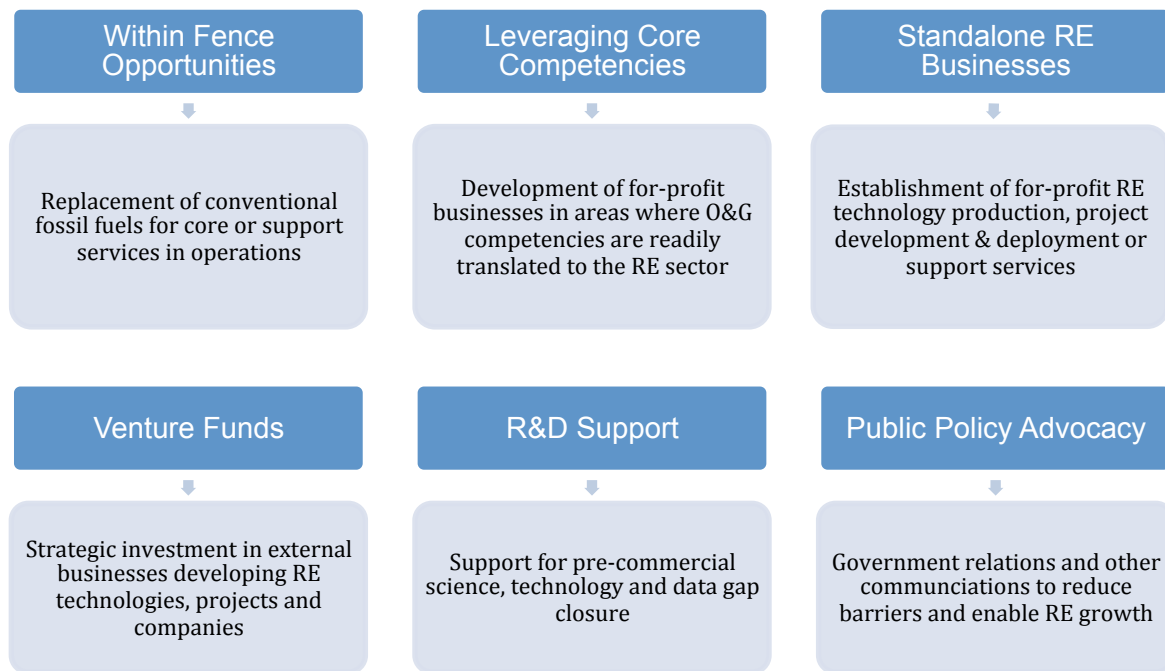 Within Fence
Opportunities
Replacement of conventional
fossil fuels for core or support
services in operations
Leveraging Core
Competencies
Development of for-profit
businesses in areas where O&G
competencies are readily
translated to the RE sector
Standalone RE
Businesses
Establishment of for-profit RE
technology production, project
development & deployment or
support services
Venture Funds
Strategic investment in external
businesses developing RE
technologies, projects and
companies
R&D Support
Support for pre-commercial
science, technology and data gap
closure
Public Policy Advocacy
Government relations and other
communciations to reduce
barriers and enable RE growth